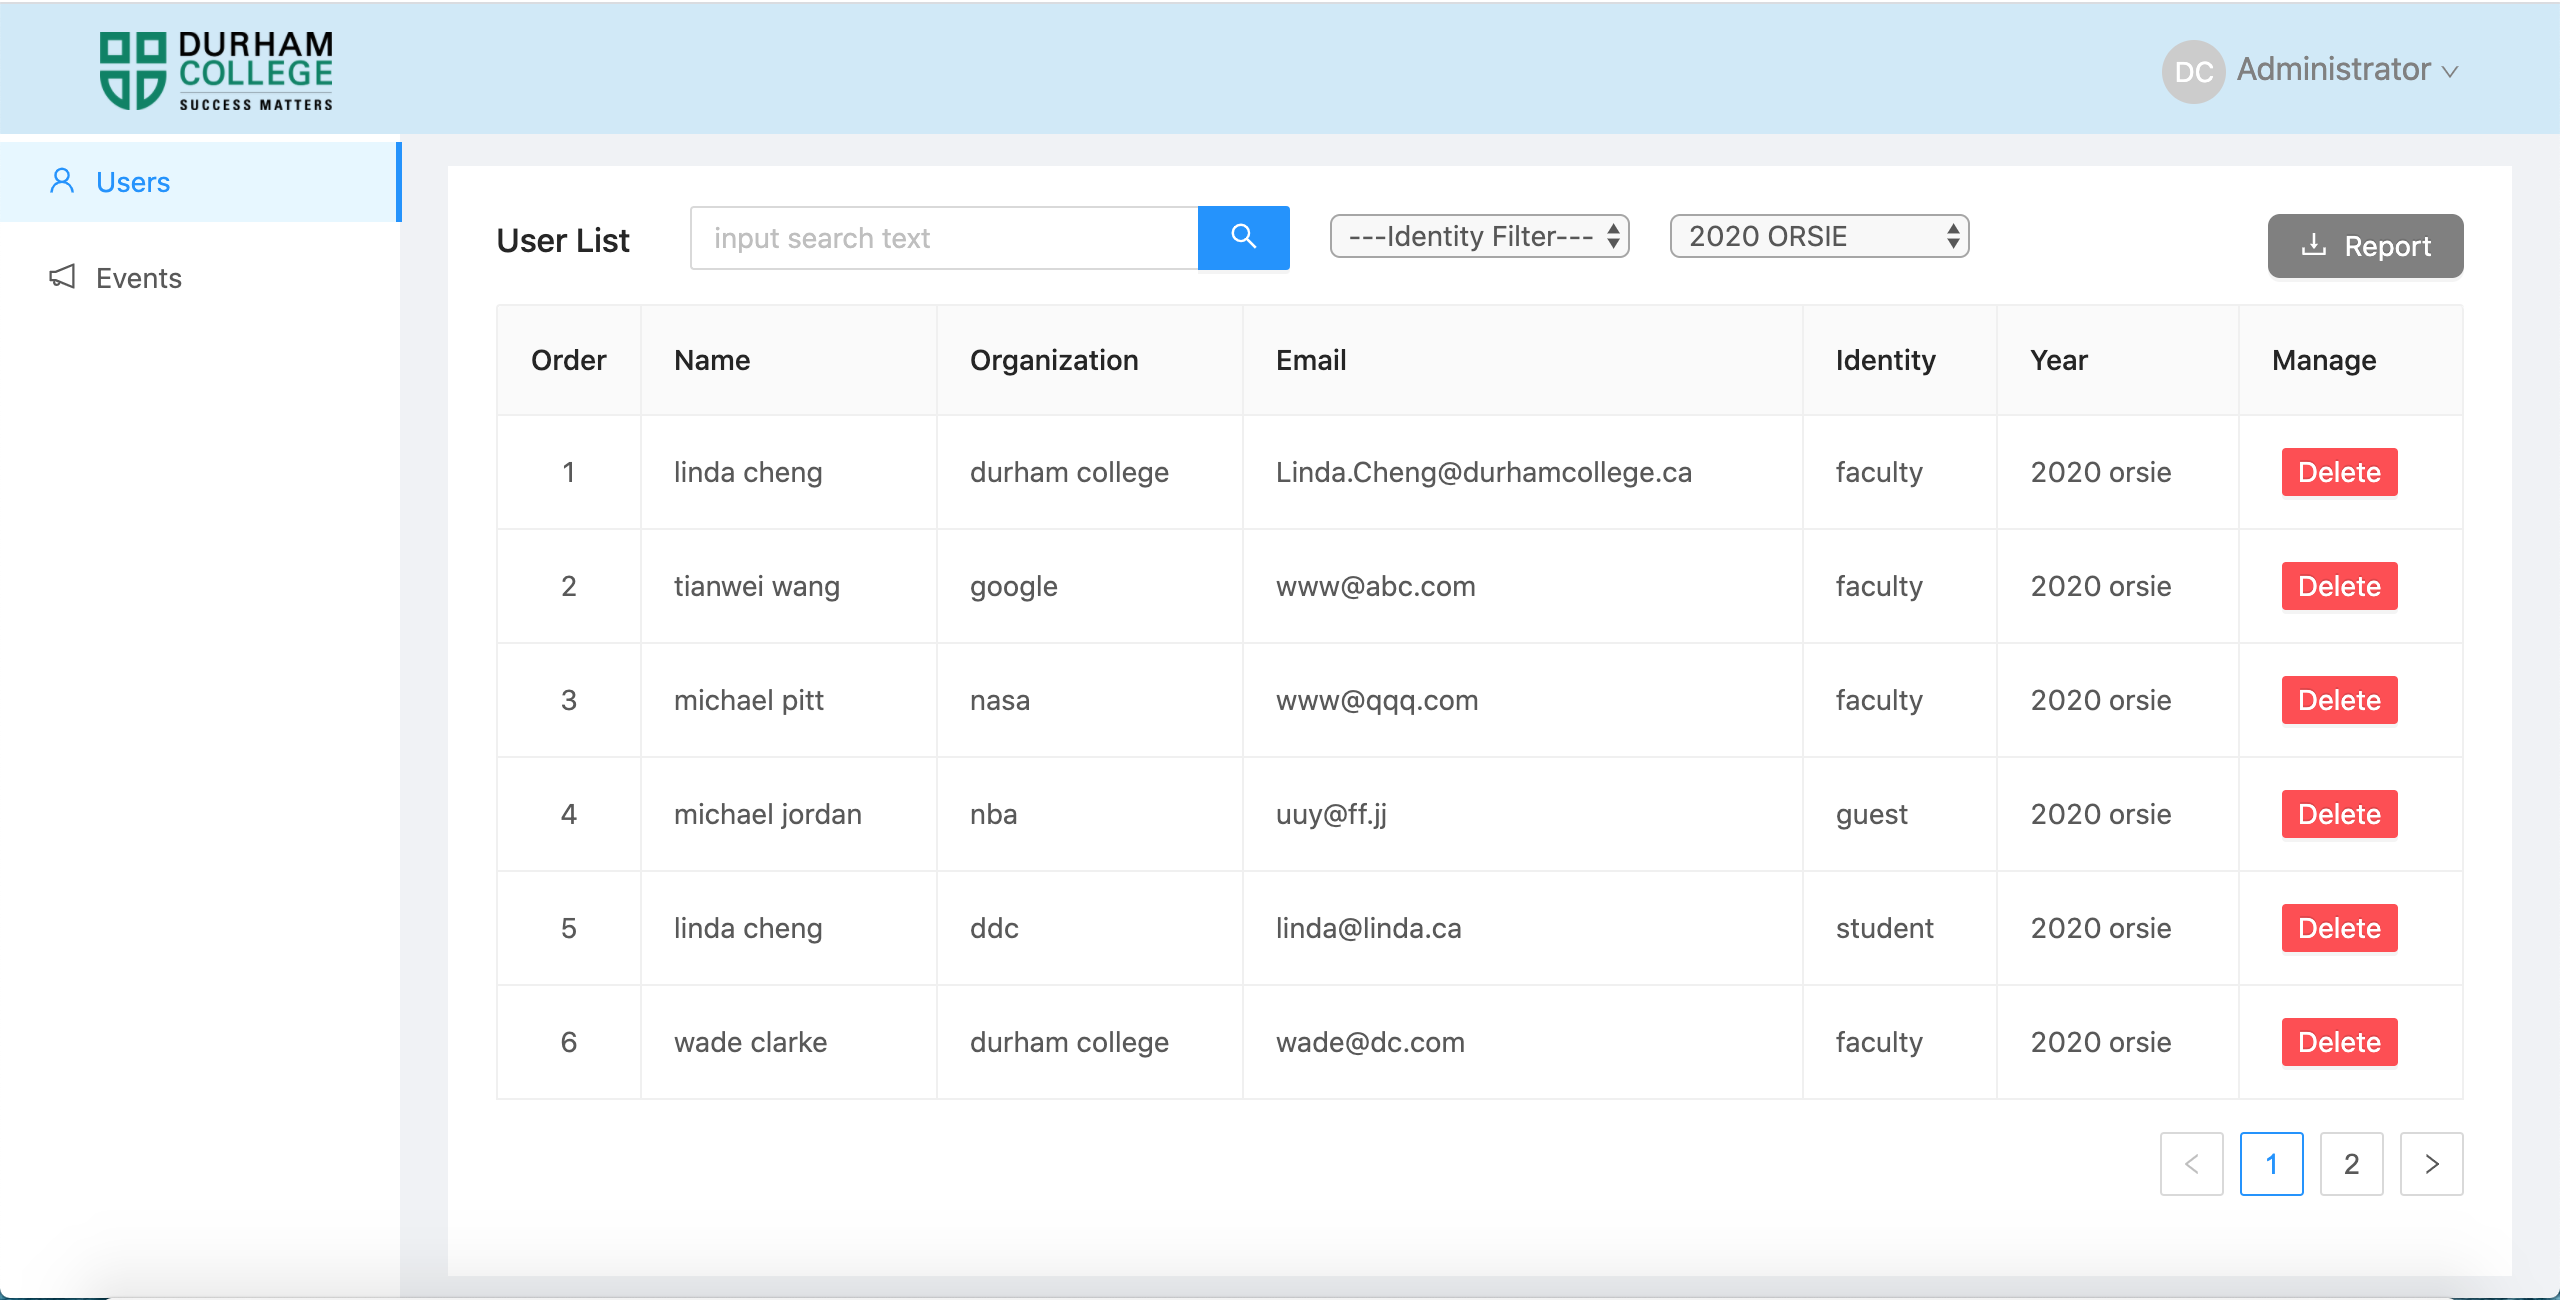 DURHAM
COLLEGE
SUCCESS MATTERS
DC Administrator
Users
Events
User List input search text ---Identity Filter--- 2020 ORSIE Report
Order Name Organization Email Identity Year Manage
1 linda cheng durham college Linda.Cheng@durhamcollege.ca faculty 2020 orsie Delete
2 tianwei wang google www@abc.com faculty 2020 orsie Delete
3 michael pitt nasa www@qqq.com faculty 2020 orsie Delete
4 michael jordan nba uuy@ff.jj guest 2020 orsie Delete
5 linda cheng ddc linda@linda.ca student 2020 orsie Delete
6 wade clarke durham college wade@dc.com faculty 2020 orsie Delete
< 1 2 >